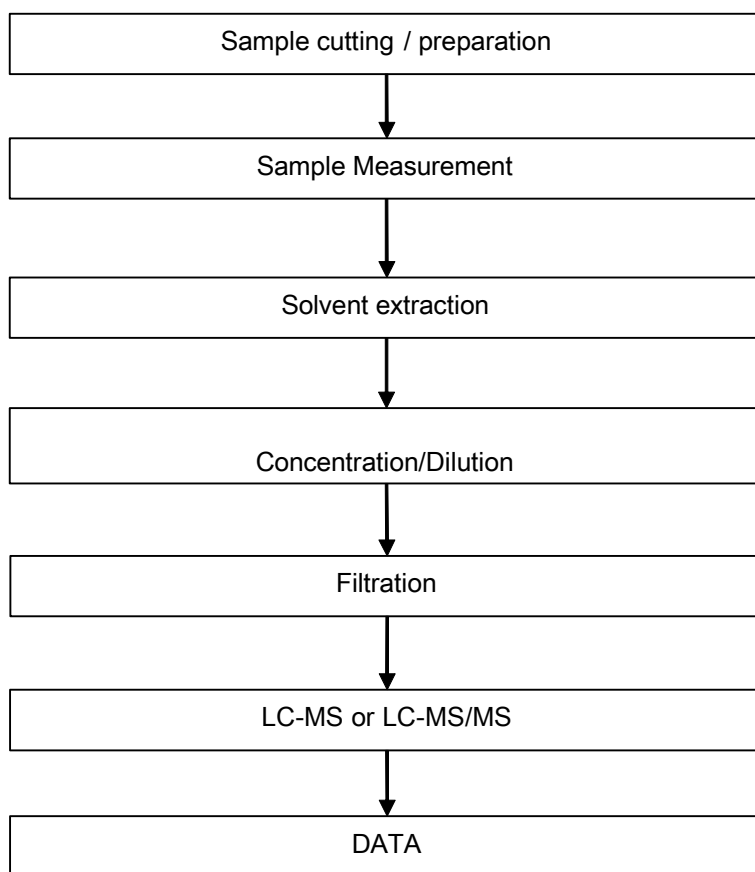 Sample cutting / preparation
Sample Measurement
Solvent extraction
Concentration/Dilution
Filtration
LC-MS or LC-MS/MS
DATA